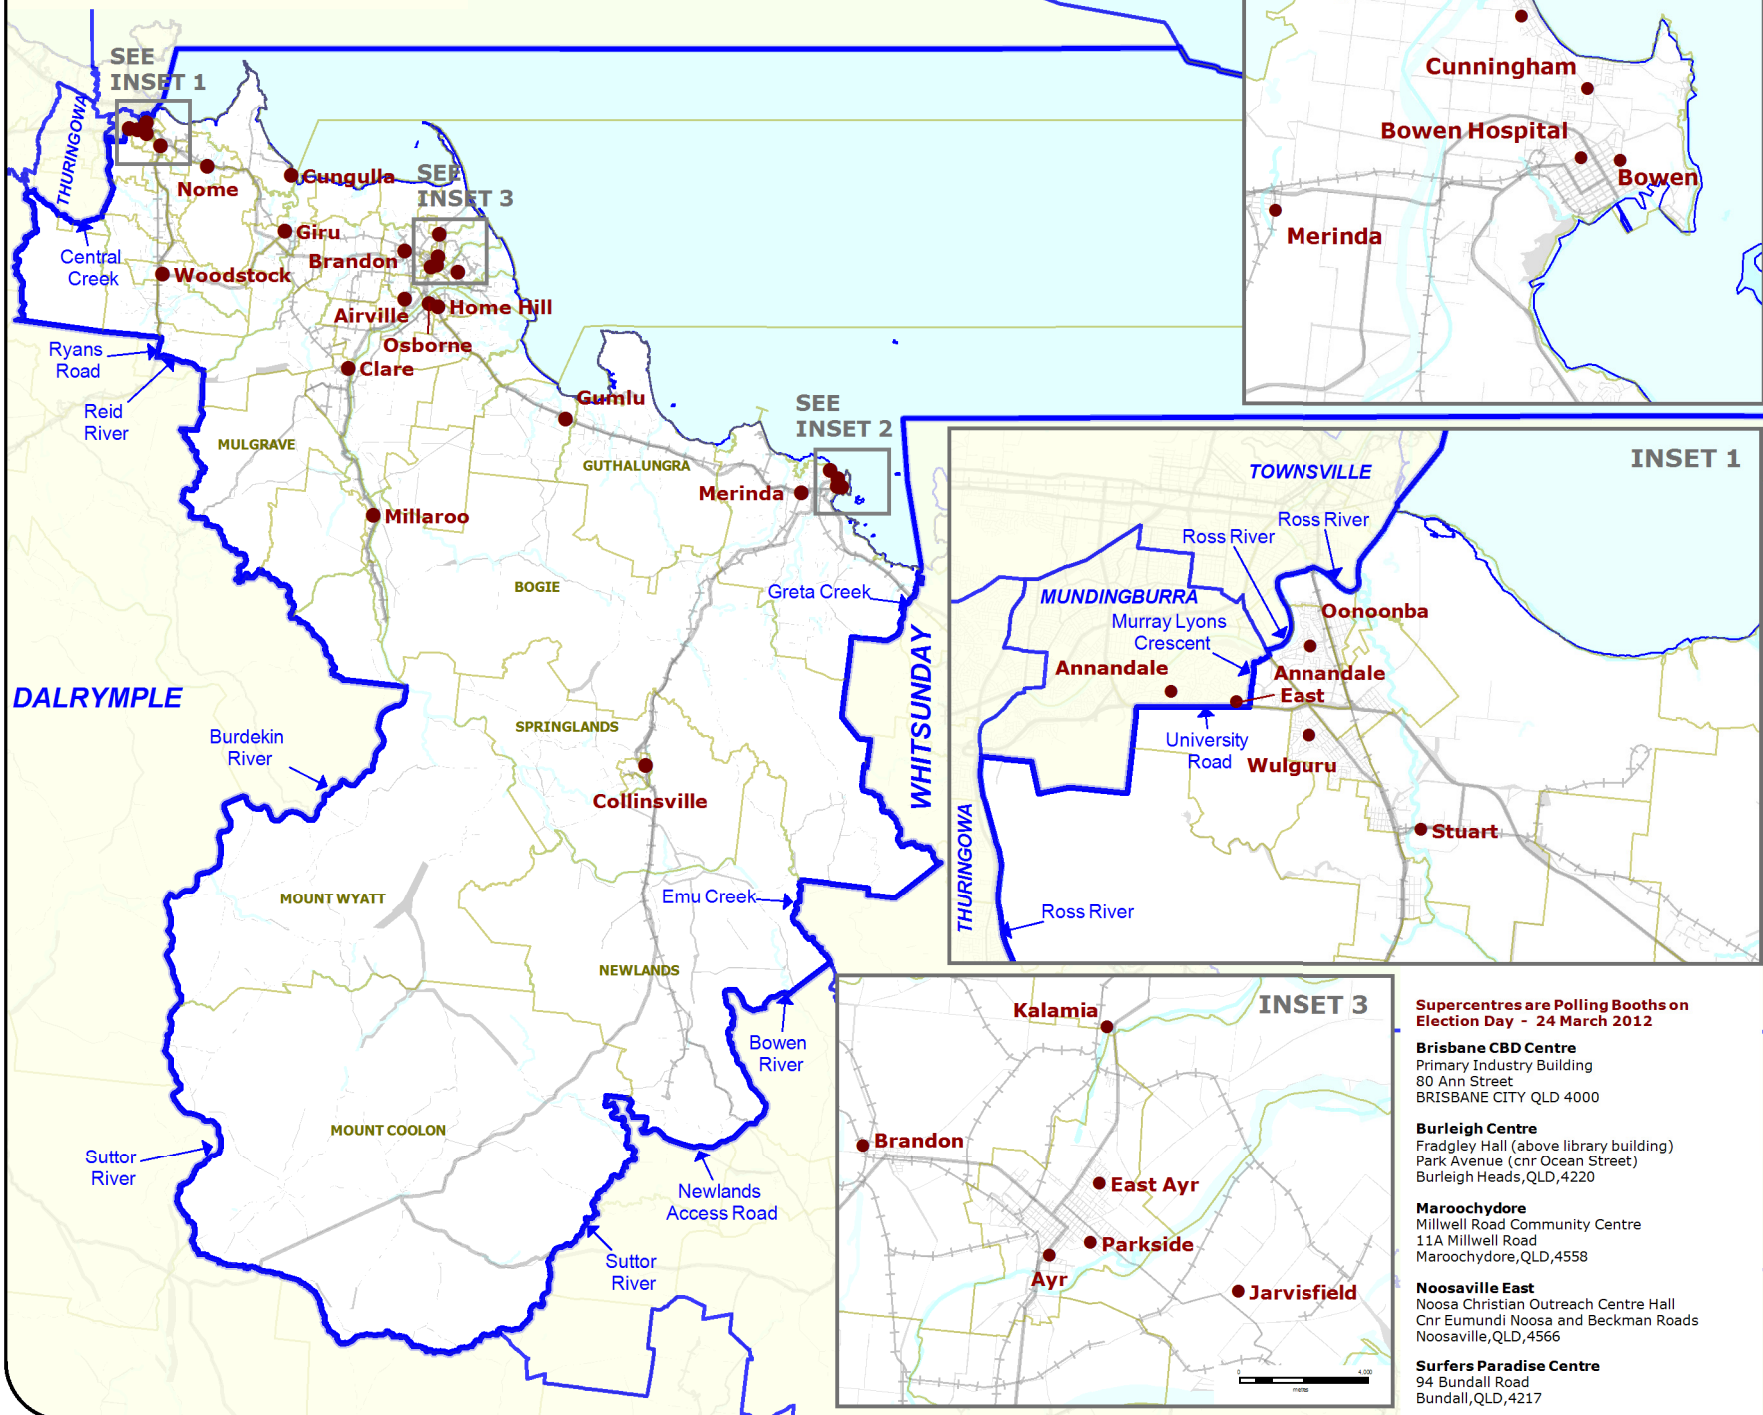 SEE
INSET 1
THURINGOWA
Nome
Cungulla
SEE
INSET 3
Central
Creek
Giru
Brandon
Woodstock
Airville
Home Hill
Osborne
Ryans
Road
Clare
Reid
River
Gumlu
MULGRAVE
GUTHALUNGRA
SEE
INSET 2
Merinda
Millaroo
BOGIE
Greta Creek
WHITSUNDAY
DALRYMPLE
Burdekin
River
SPRINGLANDS
Collinsville
MOUNT WYATT
Emu Creek
NEWLANDS
Bowen
River
MOUNT COOLON
Suttor
River
Newlands
Access Road
Suttor
River
Cunningham
Bowen Hospital
Bowen
Merinda
INSET 1
TOWNSVILLE
Ross River
Ross River
MUNDINGBURRA
Murray Lyons
Crescent
Oonoonba
Annandale
Annandale
East
University
Road
Wulguru
THURINGOWA
Stuart
Ross River
INSET 3
Kalamia
Brandon
East Ayr
Parkside
Ayr
Jarvisfield
0 4,000
metres
Supercentres are Polling Booths on
Election Day - 24 March 2012
Brisbane CBD Centre
Primary Industry Building
80 Ann Street
BRISBANE CITY QLD 4000
Burleigh Centre
Fradgley Hall (above library building)
Park Avenue (cnr Ocean Street)
Burleigh Heads,QLD,4220
Maroochydore
Millwell Road Community Centre
11A Millwell Road
Maroochydore,QLD,4558
Noosaville East
Noosa Christian Outreach Centre Hall
Cnr Eumundi Noosa and Beckman Roads
Noosaville,QLD,4566
Surfers Paradise Centre
94 Bundall Road
Bundall,QLD,4217